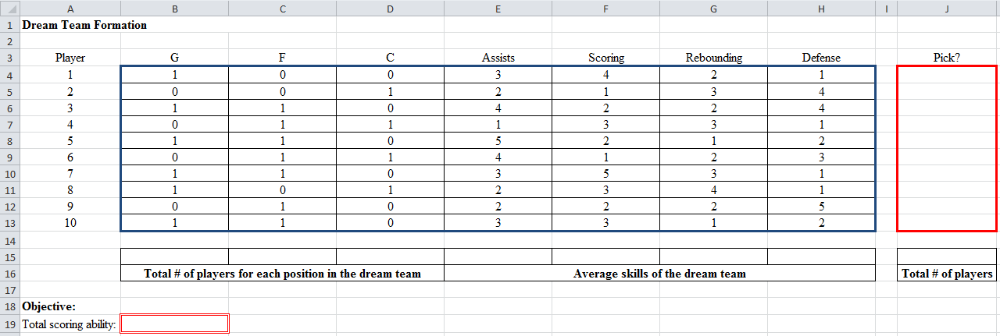 A B C D E F G H I J
1 Dream Team Formation
2
3 Player G F C Assists Scoring Rebounding Defense Pick?
4 1 1 0 0 3 4 2 1
5 2 0 0 1 2 1 3 4
6 3 1 1 0 4 2 2 4
7 4 0 1 1 1 3 3 1
8 5 1 1 0 5 2 1 2
9 6 0 1 1 4 1 2 3
10 7 1 1 0 3 5 3 1
11 8 1 0 1 2 3 4 1
12 9 0 1 0 2 2 2 5
13 10 1 1 0 3 3 1 2
14
15
16 Total # of players for each position in the dream team Average skills of the dream team Total # of players
17
18 Objective:
19 Total scoring ability: